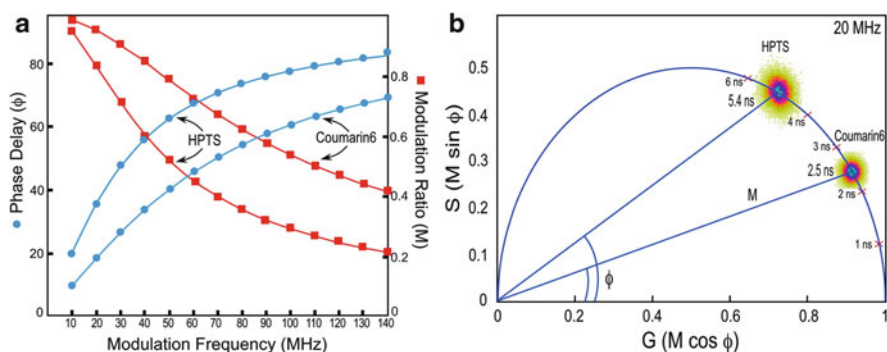 a
Phase Delay (ϕ)
80
60
40
20
0
HPTS
Coumarin6
0.8
0.6
0.4
0.2
0
Modulation Ratio (M)
10 20 30 40 50 60 70 80 90 100 110 120 130 140
Modulation Frequency (MHz)
b
20 MHz
S (M sin ϕ)
0.5
0.4
0.3
0.2
0.1
0
HPTS
6 ns
5.4 ns
4 ns
Coumarin6
3 ns
2.5 ns
2 ns
1 ns
M
ϕ
0 0.2 0.4 0.6 0.8 1
G (M cos ϕ)